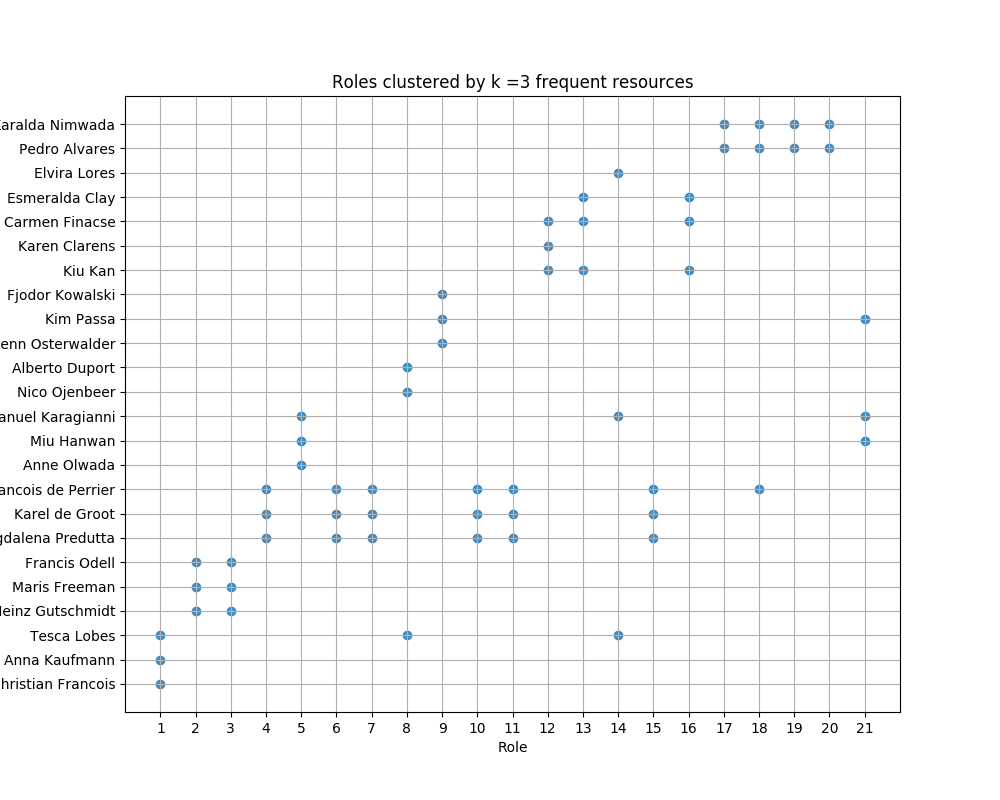 Roles clustered by k =3 frequent resources
Karalda Nimwada
Pedro Alvares
Elvira Lores
Esmeralda Clay
Carmen Finacse
Karen Clarens
Kiu Kan
Fjodor Kowalski
Kim Passa
enn Osterwalder
Alberto Duport
Nico Ojenbeer
anuel Karagianni
Miu Hanwan
Anne Olwada
ancois de Perrier
Karel de Groot
gdalena Predutta
Francis Odell
Maris Freeman
Heinz Gutschmidt
Tesca Lobes
Anna Kaufmann
hristian Francois
1 2 3 4 5 6 7 8 9 10 11 12 13 14 15 16 17 18 19 20 21
Role